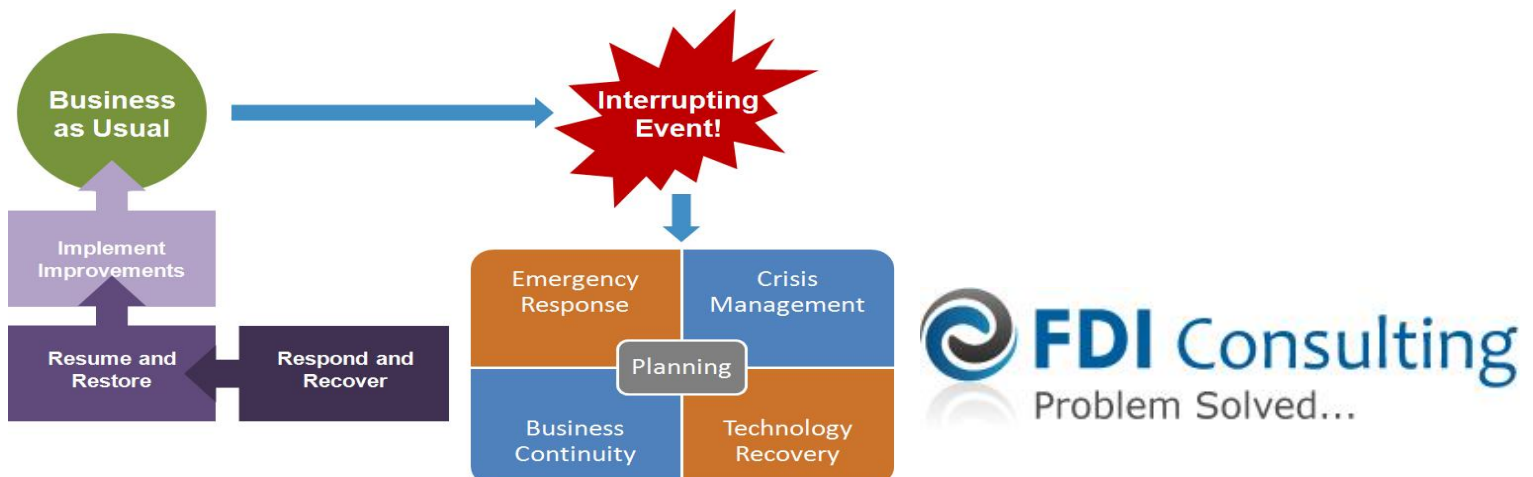 Business
as Usual
Interrupting
Event!
Implement
Improvements
Resume and
Restore
Respond and
Recover
Emergency
Response
Crisis
Management
Planning
Business
Continuity
Technology
Recovery
FDI Consulting
Problem Solved...